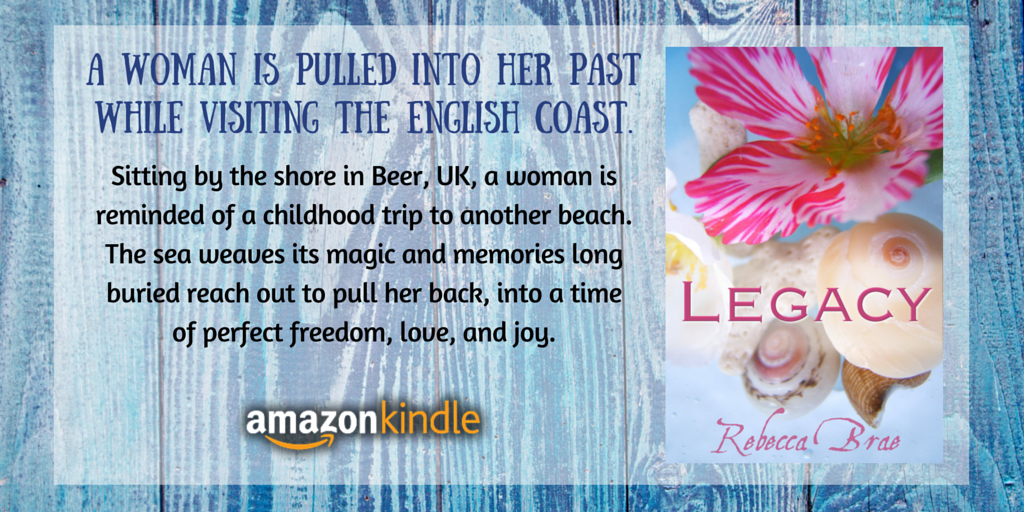 A WOMAN IS PULLED INTO HER PAST
WHILE VISITING THE ENGLISH COAST.
Sitting by the shore in Beer, UK, a woman is
reminded of a childhood trip to another beach.
The sea weaves its magic and memories long
buried reach out to pull her back, into a time
of perfect freedom, love, and joy.
amazonkindle
LEGACY
Rebecca Brae